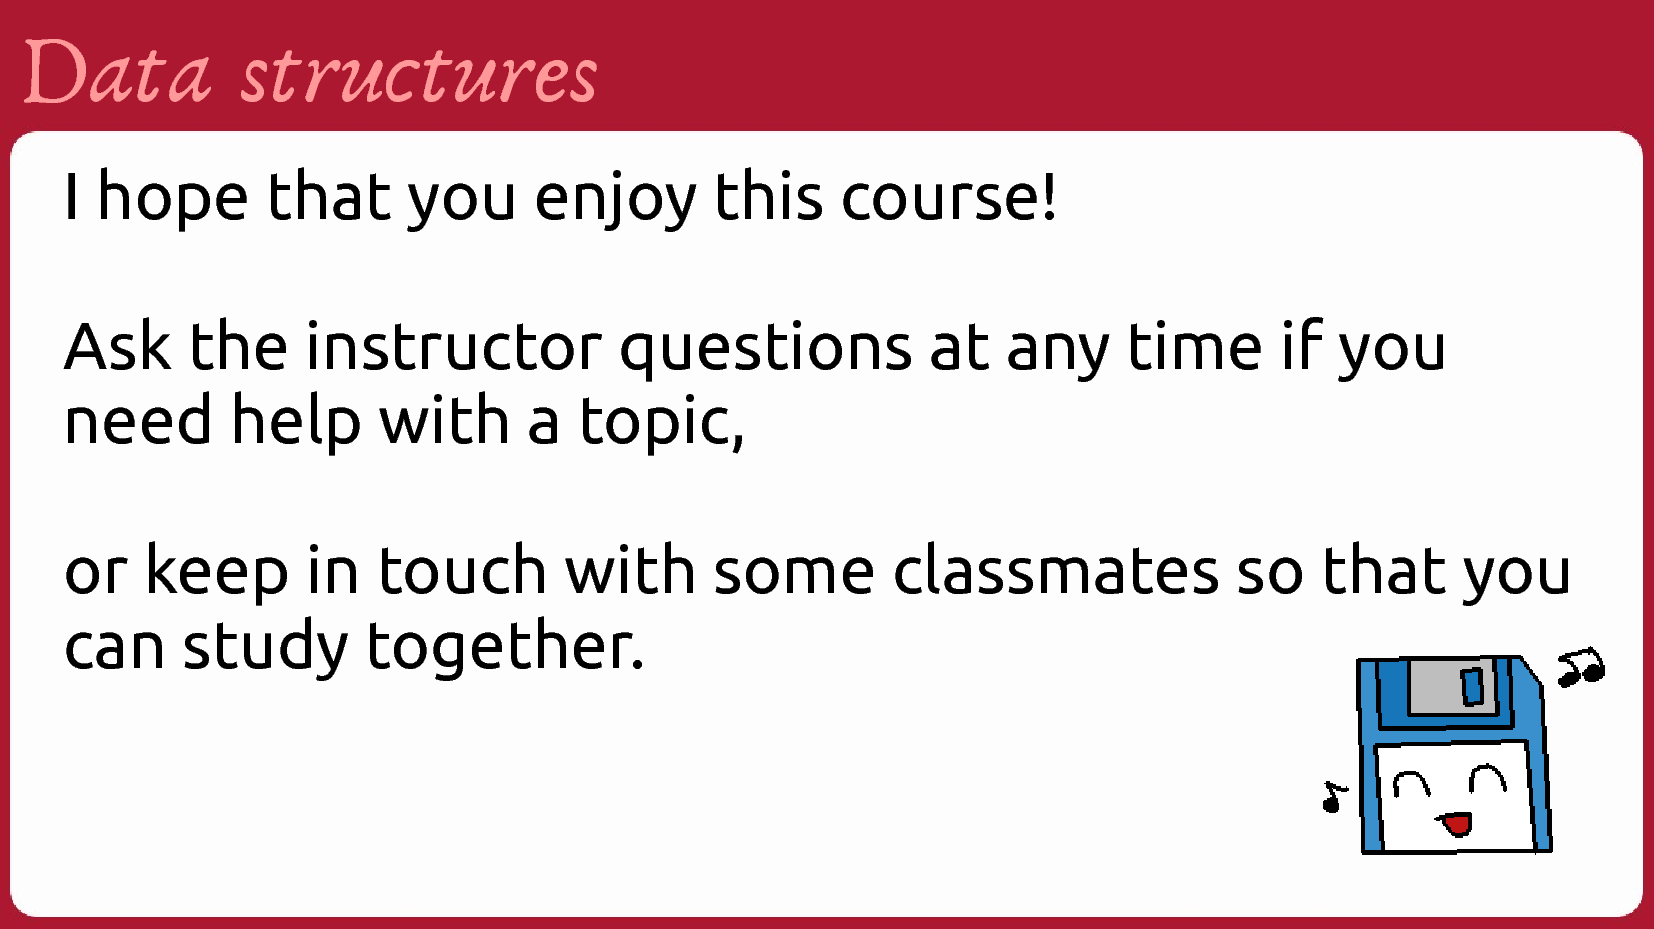 Data structures
I hope that you enjoy this course!
Ask the instructor questions at any time if you
need help with a topic,
or keep in touch with some classmates so that you
can study together.